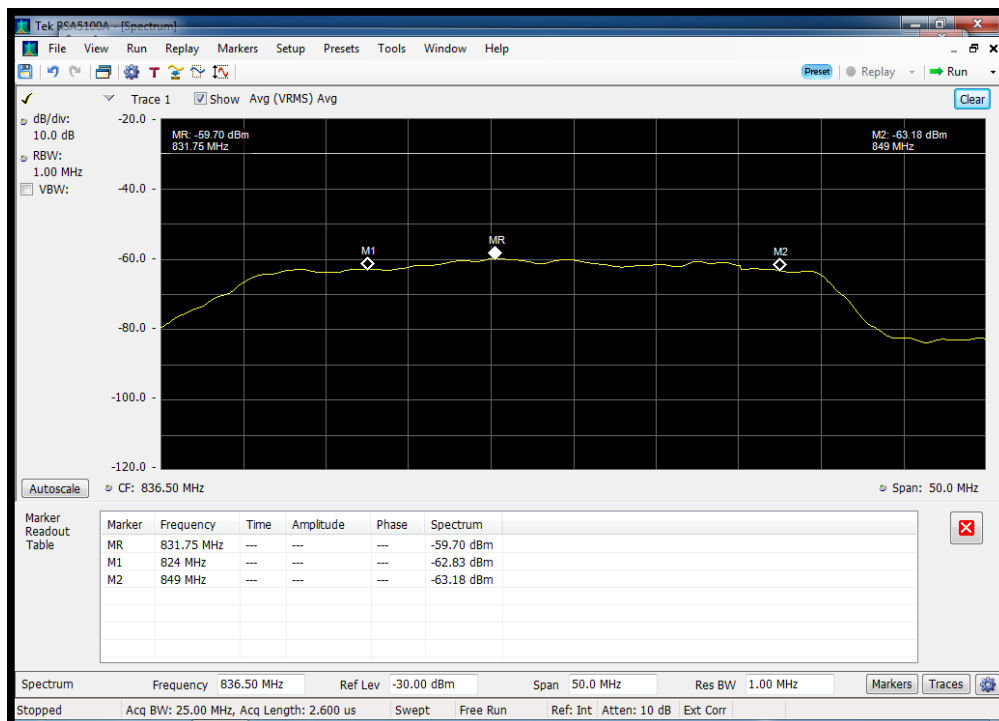 Tek RSA5100A - [Spectrum]
File View Run Replay Markers Setup Presets Tools Window Help
T Preset Replay Run
Trace 1 Show Avg (VRMS) Avg Clear
dB/div:
10.0 dB
RBW:
1.00 MHz
VBW:
-20.0
MR: -59.70 dBm
831.75 MHz
M2: -63.18 dBm
849 MHz
-40.0
-60.0
M1
MR
M2
-80.0
-100.0
-120.0
Autoscale CF: 836.50 MHz Span: 50.0 MHz
Marker
Readout
Table
Marker Frequency Time Amplitude Phase Spectrum
MR 831.75 MHz --- --- --- -59.70 dBm
M1 824 MHz --- --- --- -62.83 dBm
M2 849 MHz --- --- --- -63.18 dBm
Spectrum Frequency 836.50 MHz Ref Lev -30.00 dBm Span 50.0 MHz Res BW 1.00 MHz Markers Traces
Stopped Acq BW: 25.00 MHz, Acq Length: 2.600 us Swept Free Run Ref: Int Atten: 10 dB Ext Corr